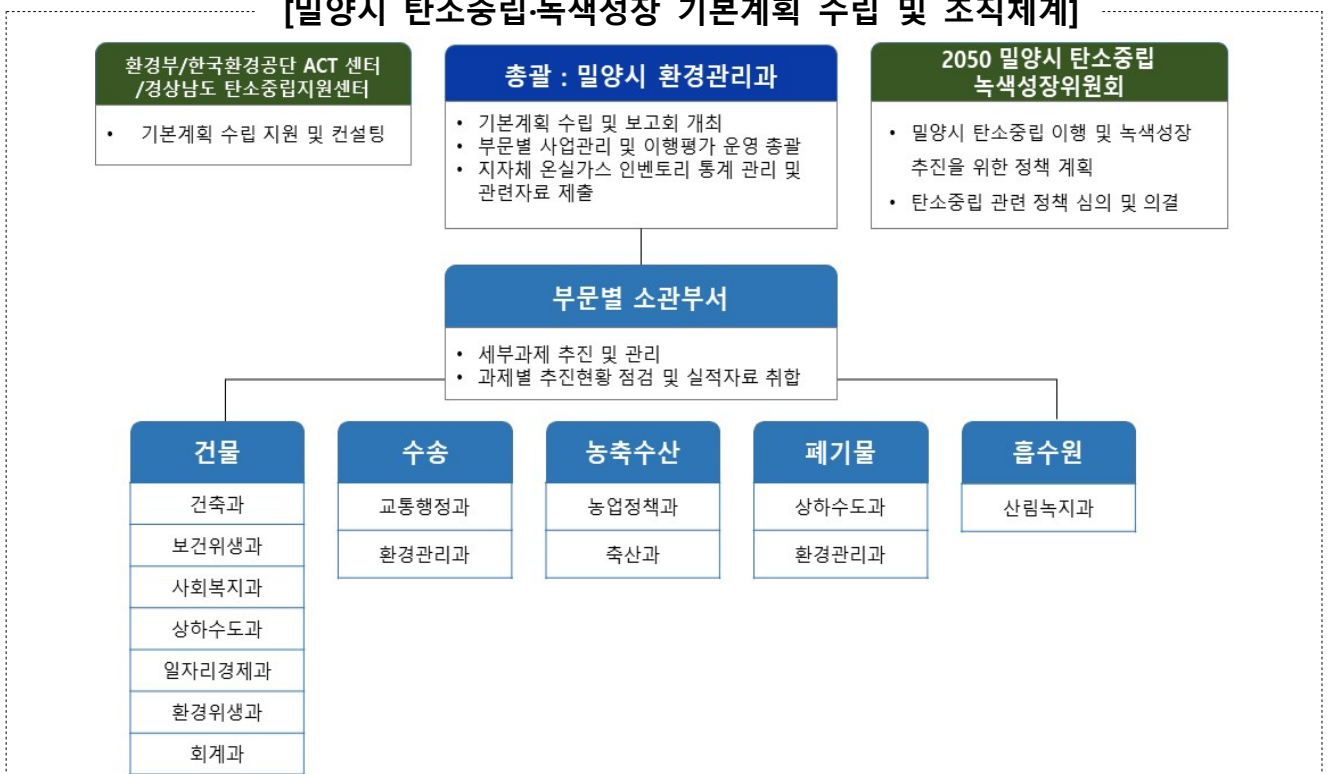 [밀양시 탄소중립·녹색성장 기본계획 수립 및 조직체계]
환경부/한국환경공단 ACT 센터
/경상남도 탄소중립지원센터
• 기본계획 수립 지원 및 컨설팅
총괄 : 밀양시 환경관리과
• 기본계획 수립 및 보고회 개최
• 부문별 사업관리 및 이행평가 운영 총괄
• 지자체 온실가스 인벤토리 통계 관리 및
관련자료 제출
2050 밀양시 탄소중립
녹색성장위원회
• 밀양시 탄소중립 이행 및 녹색성장
추진을 위한 정책 계획
• 탄소중립 관련 정책 심의 및 의결
부문별 소관부서
• 세부과제 추진 및 관리
• 과제별 추진현황 점검 및 실적자료 취합
건물
건축과
보건위생과
사회복지과
상하수도과
일자리경제과
환경위생과
회계과
수송
교통행정과
환경관리과
농축수산
농업정책과
축산과
폐기물
상하수도과
환경관리과
흡수원
산림녹지과